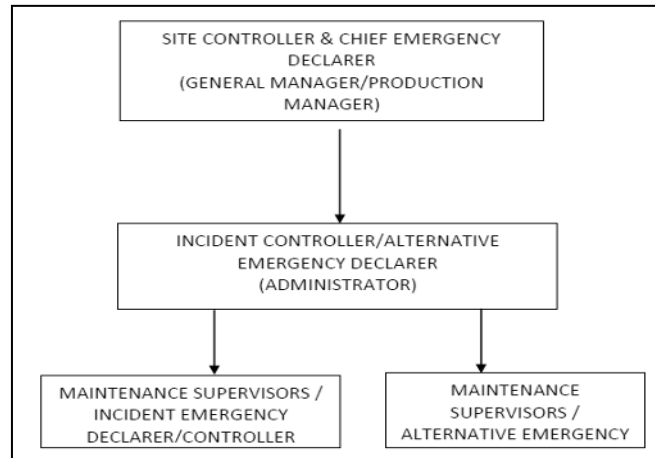 SITE CONTROLLER & CHIEF EMERGENCY
DECLARER
(GENERAL MANAGER/PRODUCTION
MANAGER)
INCIDENT CONTROLLER/ALTERNATIVE
EMERGENCY DECLARER
(ADMINISTRATOR)
MAINTENANCE SUPERVISORS /
INCIDENT EMERGENCY
DECLARER/CONTROLLER
MAINTENANCE
SUPERVISORS /
ALTERNATIVE EMERGENCY